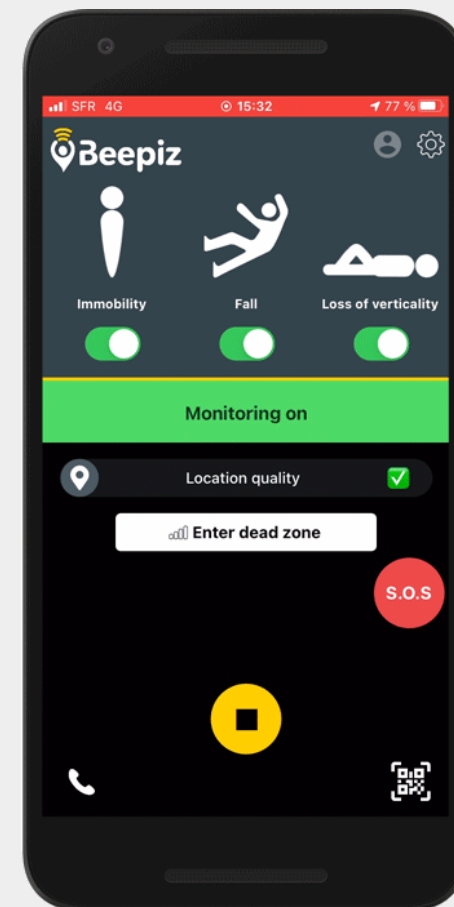 SFR 4G 15:32 77 %
Beepiz
Immobility Fall Loss of verticality
Monitoring on
Location quality
Enter dead zone
S.O.S